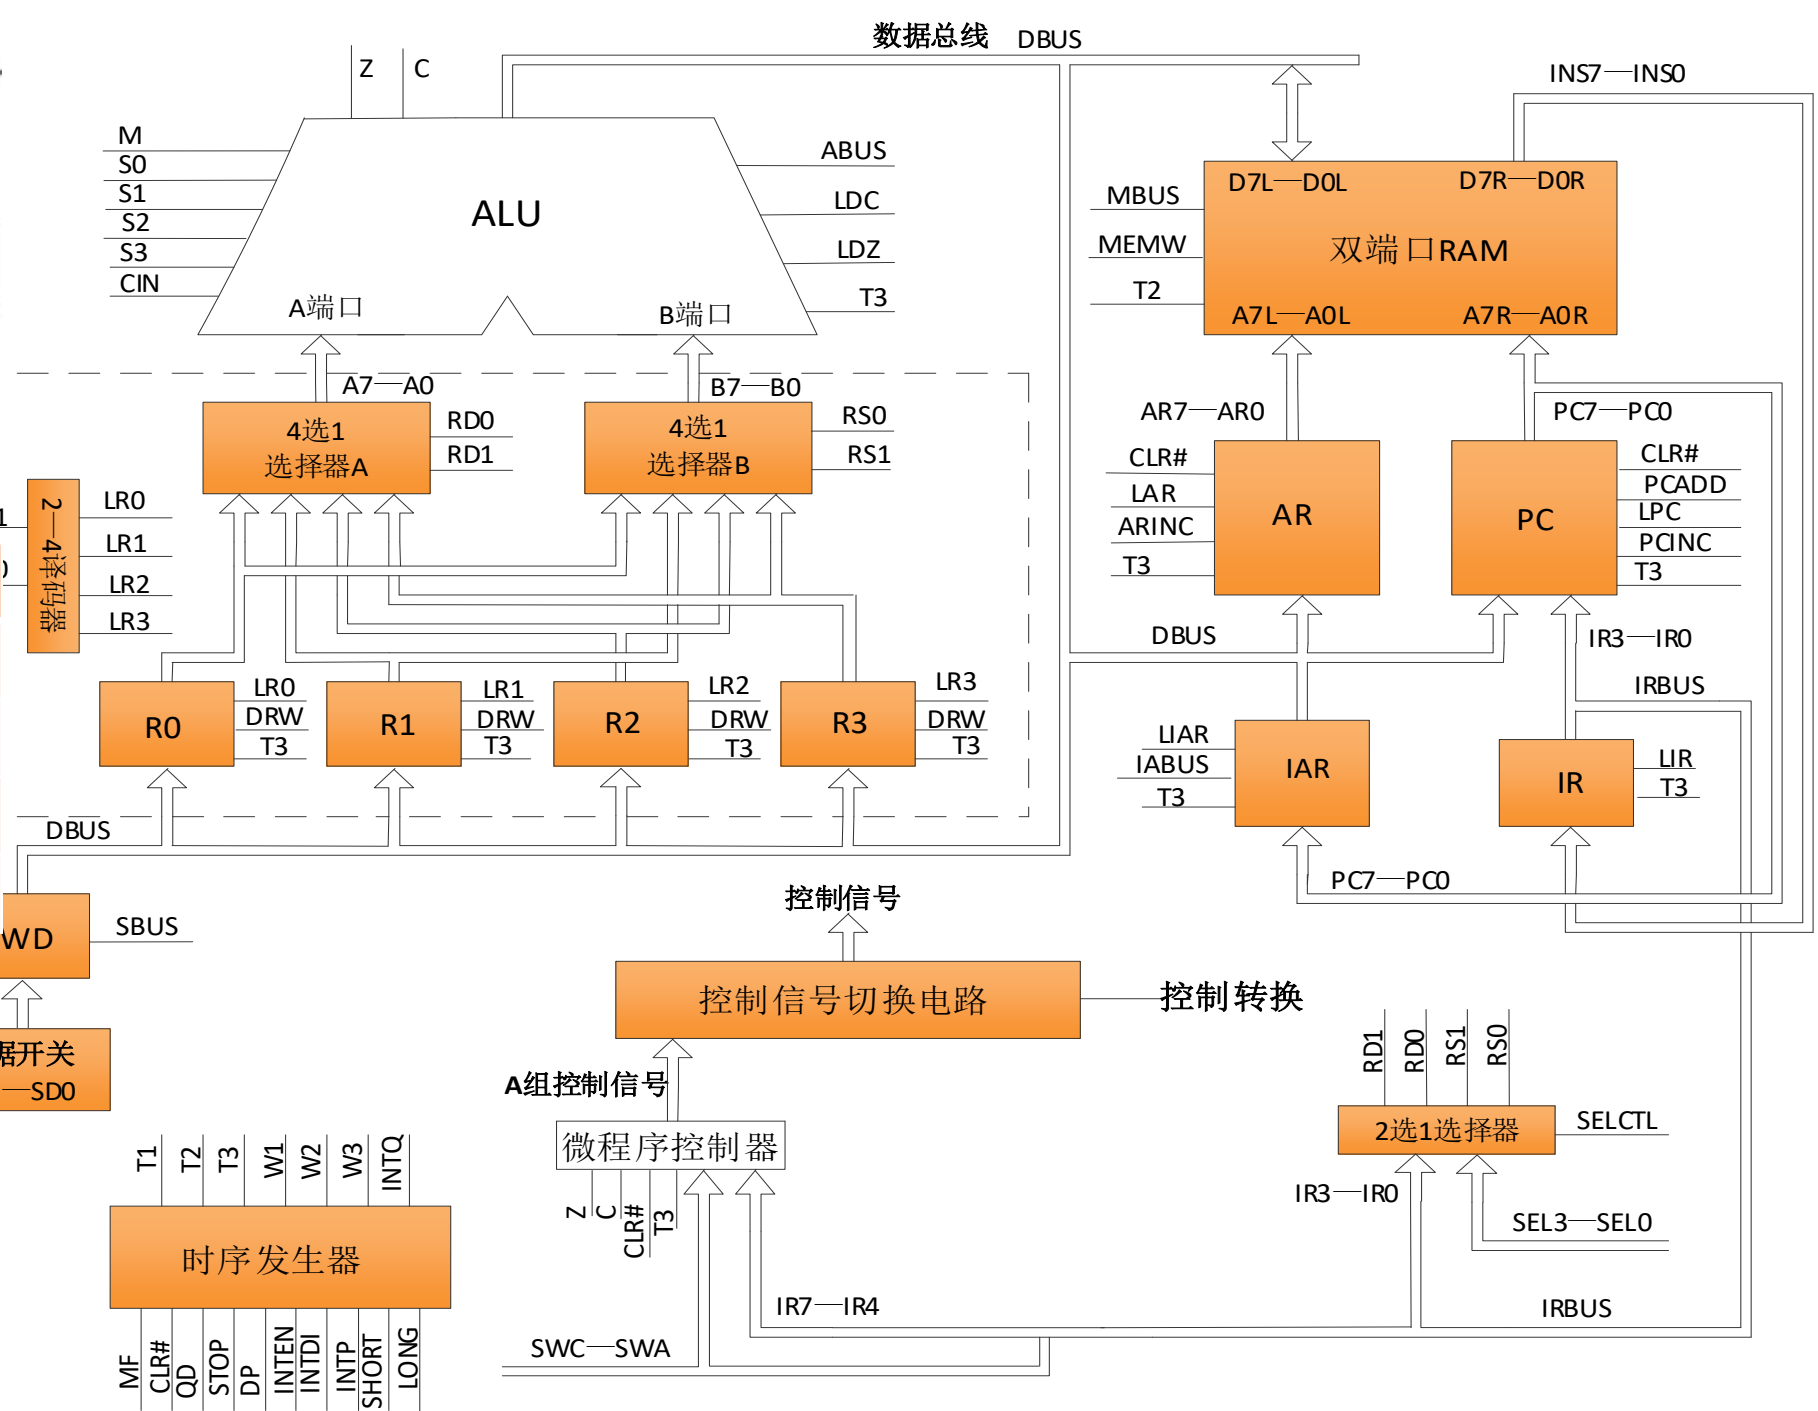 数据总线 DBUS
Z
C
INS7—INS0
M
S0
S1
S2
S3
CIN
ALU
ABUS
LDC
LDZ
T3
A端口
B端口
MBUS
MEMW
T2
D7L—D0L
D7R—D0R
双端口RAM
A7L—A0L
A7R—A0R
A7—A0
B7—B0
4选1
选择器A
RD0
RD1
4选1
选择器B
RS0
RS1
AR7—AR0
PC7—PC0
CLR#
LAR
ARINC
T3
AR
PC
CLR#
PCADD
LPC
PCINC
T3
1
2—4译码器
LR0
LR1
LR2
LR3
DBUS
IR3—IR0
IRBUS
R0
LR0
DRW
T3
R1
LR1
DRW
T3
R2
LR2
DRW
T3
R3
LR3
DRW
T3
LIAR
IABUS
T3
IAR
IR
LIR
T3
DBUS
PC7—PC0
WD
SBUS
控制信号
控制信号切换电路
控制转换
据开关
—SD0
A组控制信号
微程序控制器
Z
C
CLR#
T3
RD1
RD0
RS1
RS0
2选1选择器
SELCTL
IR3—IR0
SEL3—SEL0
T1
T2
T3
W1
W2
W3
INTQ
时序发生器
MF
CLR#
QD
STOP
DP
INTEN
INTDI
INTP
SHORT
LONG
IR7—IR4
IRBUS
SWC—SWA